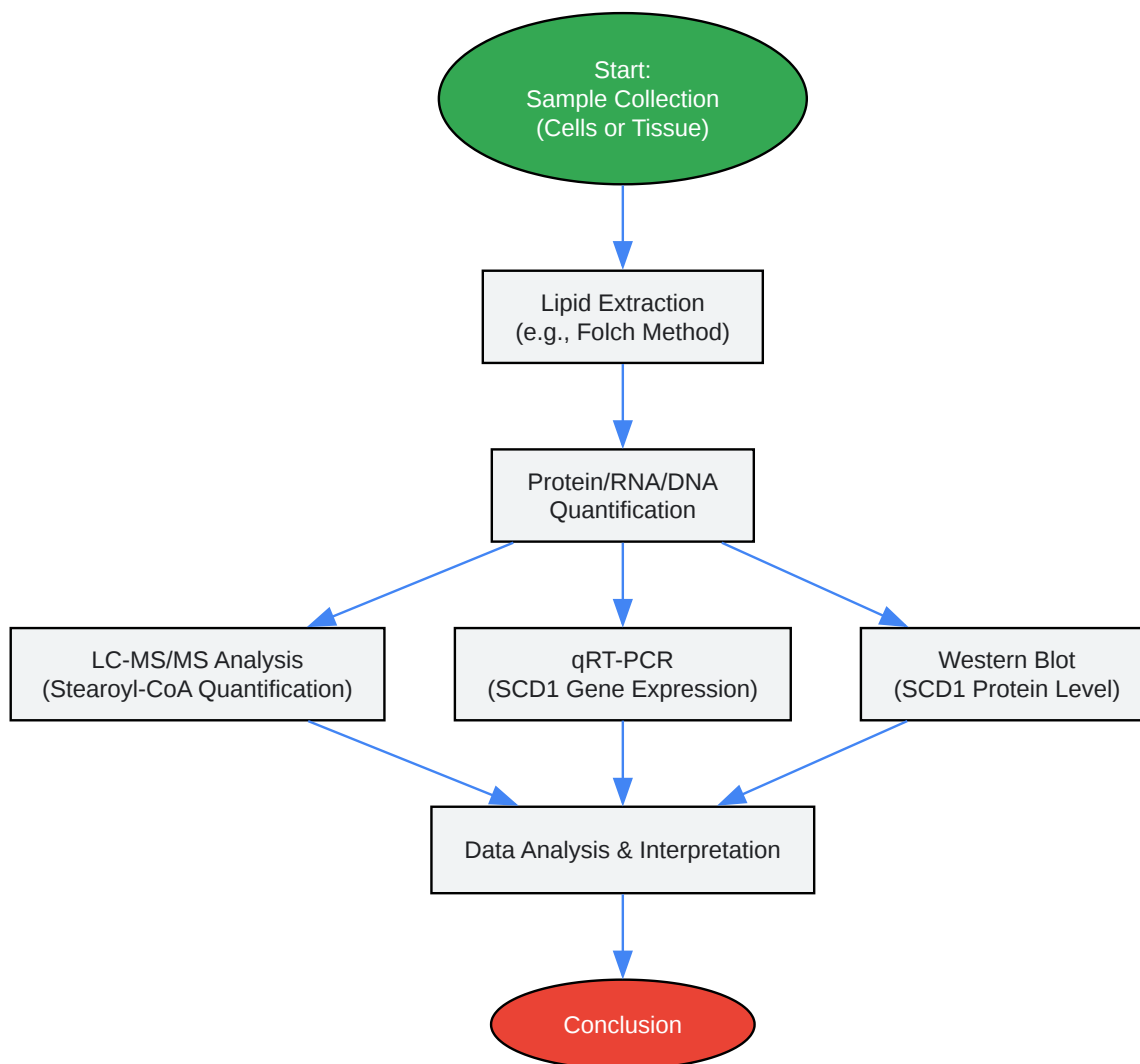 Start:
Sample Collection
(Cells or Tissue)
Lipid Extraction
(e.g., Folch Method)
Protein/RNA/DNA
Quantification
LC-MS/MS Analysis
(Stearoyl-CoA Quantification)
qRT-PCR
(SCD1 Gene Expression)
Western Blot
(SCD1 Protein Level)
Data Analysis & Interpretation
Conclusion